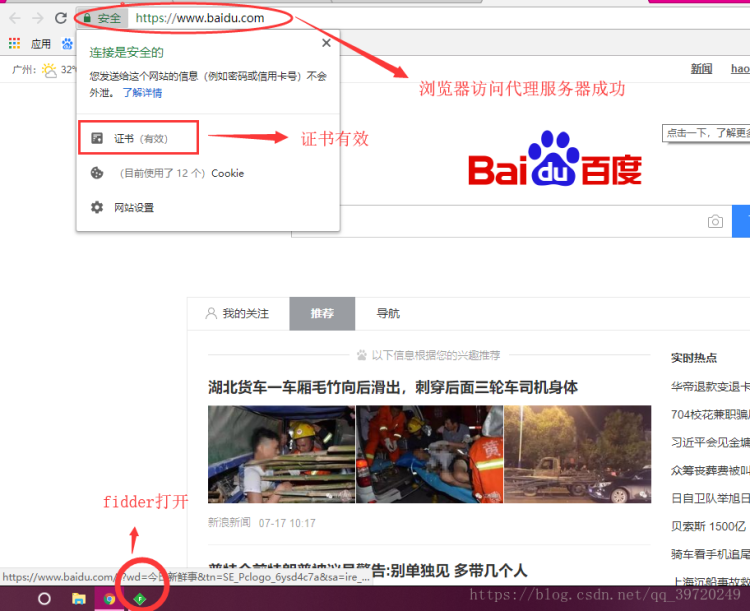 安全 https://www.baidu.com
应用
广州: 32°
连接是安全的
您发送给这个网站的信息（例如密码或信用卡号）不会
外泄。 了解详情
证书（有效）
（目前使用了 12 个）Cookie
网站设置
浏览器访问代理服务器成功
证书有效
新闻 hao
点击一下，了解更多
Bai du 百度
我的关注 推荐 导航
以下信息根据您的兴趣推荐
湖北货车一车厢毛竹向后滑出，刺穿后面三轮车司机身体
新浪新闻 07-17 10:17
告:别单独见 多带几个人
实时热点
华帝退款变退卡
704校花兼职骗局
习近平会见金墉
众筹丧葬费被叫
日自卫队举旭日
贝索斯 1500亿
骑车看手机追尾
上海沉船事故
fidder打开
https://www.baidu.com/ ?wd=今日新鲜事&tn=SE_Pclogo_6ysd4c7a&sa=ire_...
https://blog.csdn.net/qq_39720249